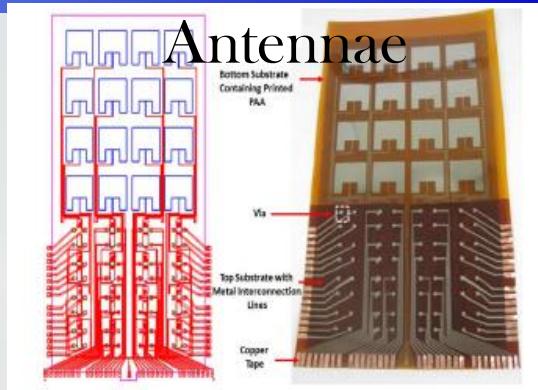 Antennae
Bottom Substrate
Containing Printed
PAA
Via
Top Substrate with
Metal Interconnection
Lines
Copper
Tape